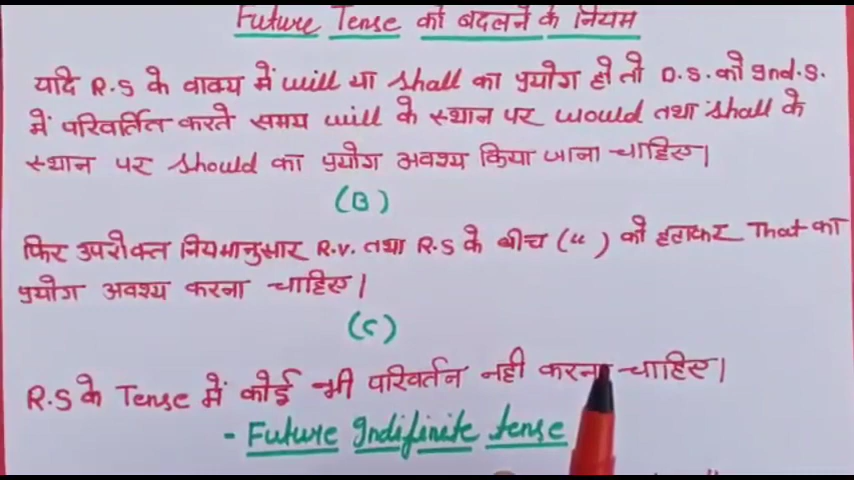 Future Tense को बदलने के नियम
यदि R.S के वाक्य में will या shall का प्रयोग हो तो D.S. को Ind.S.
में परिवर्तित करते समय will के स्थान पर would तथा shall के
स्थान पर should का प्रयोग अवश्य किया जाना चाहिए।
(B)
फिर उपरोक्त नियमानुसार R.V. तथा R.S के बीच (“ ) को हटाकर That का
प्रयोग अवश्य करना चाहिए।
(C)
R.S के Tense में कोई भी परिवर्तन नही करना चाहिए।
- Future Indifinite tense